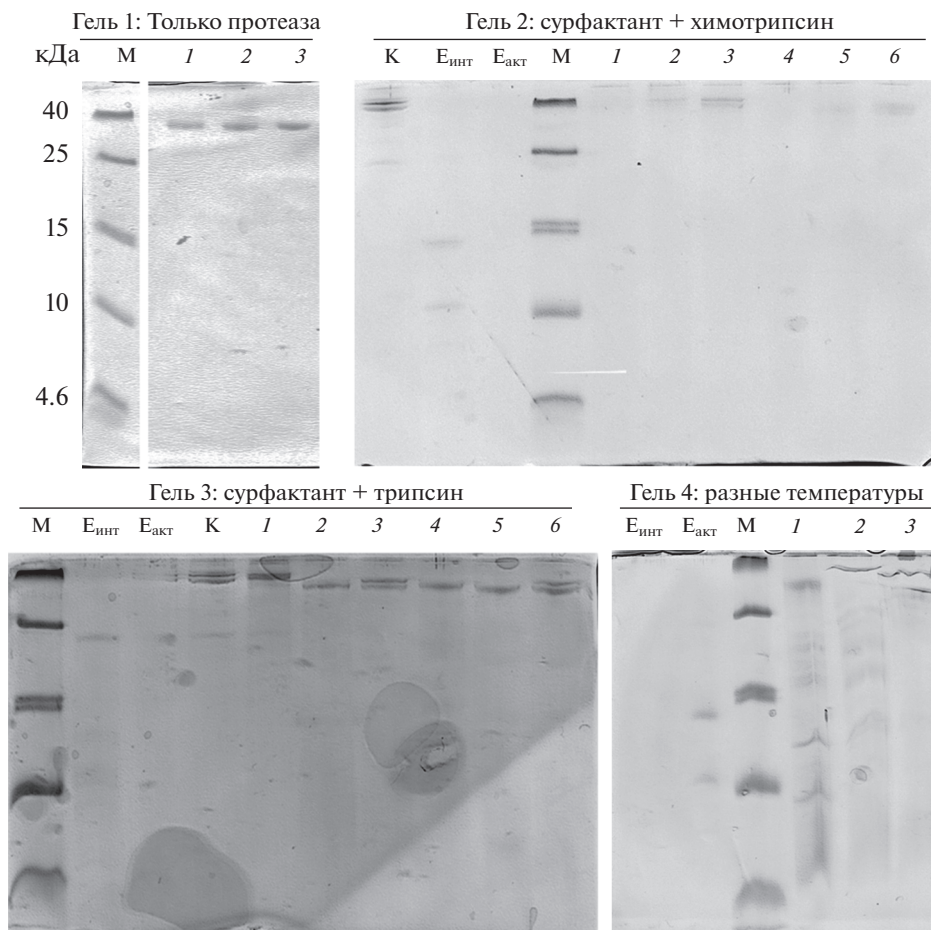 Гель 1: Только протеаза
кДа М 1 2 3
40
25
15
10
4.6
Гель 2: сурфактант + химотрипсин
К Eинт Eакт М 1 2 3 4 5 6
Гель 3: сурфактант + трипсин
М Eинт Eакт К 1 2 3 4 5 6
Гель 4: разные температуры
Eинт Eакт М 1 2 3